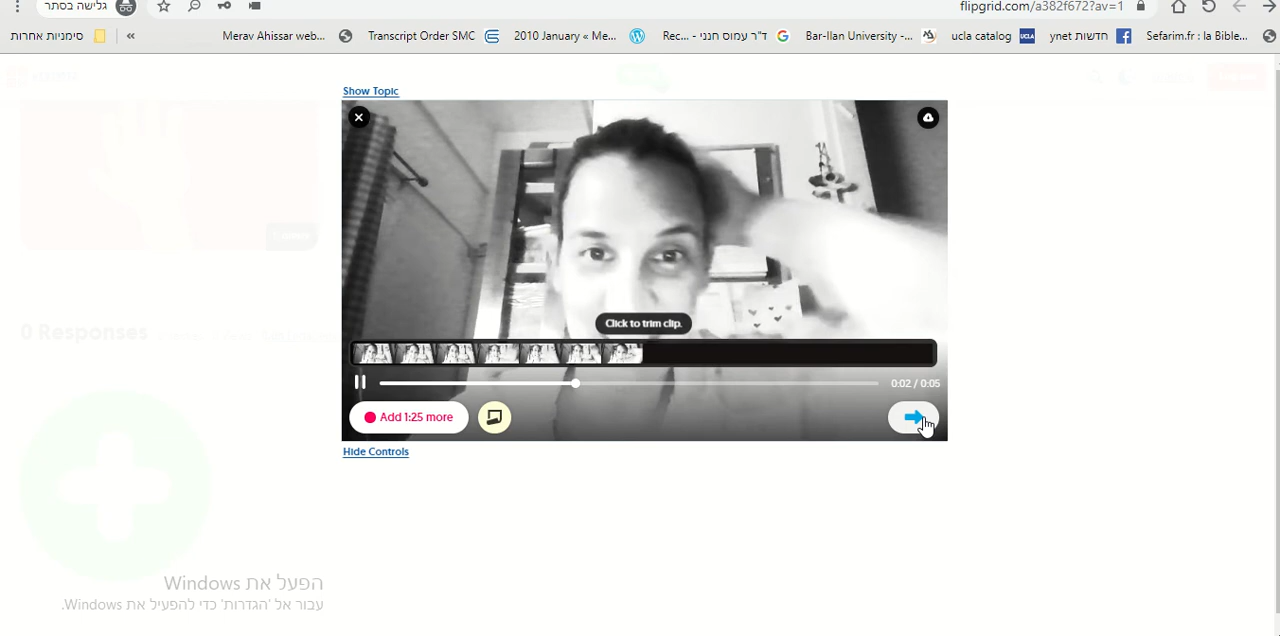 גלישה בסתר
flipgrid.com/a382f672?av=1
סימניות אחרות
«
Merav Ahissar web...
Transcript Order SMC
2010 January « Me...
Rec... - ד"ר עמוס חנני
Bar-Ilan University -...
ucla catalog
UCLA
ynet חדשות
Sefarim.fr : la Bible...
Show Topic
Click to trim clip.
0:02 / 0:05
Add 1:25 more
Hide Controls
0 Responses
הפעל את Windows
עבור אל 'הגדרות' כדי להפעיל את Windows.